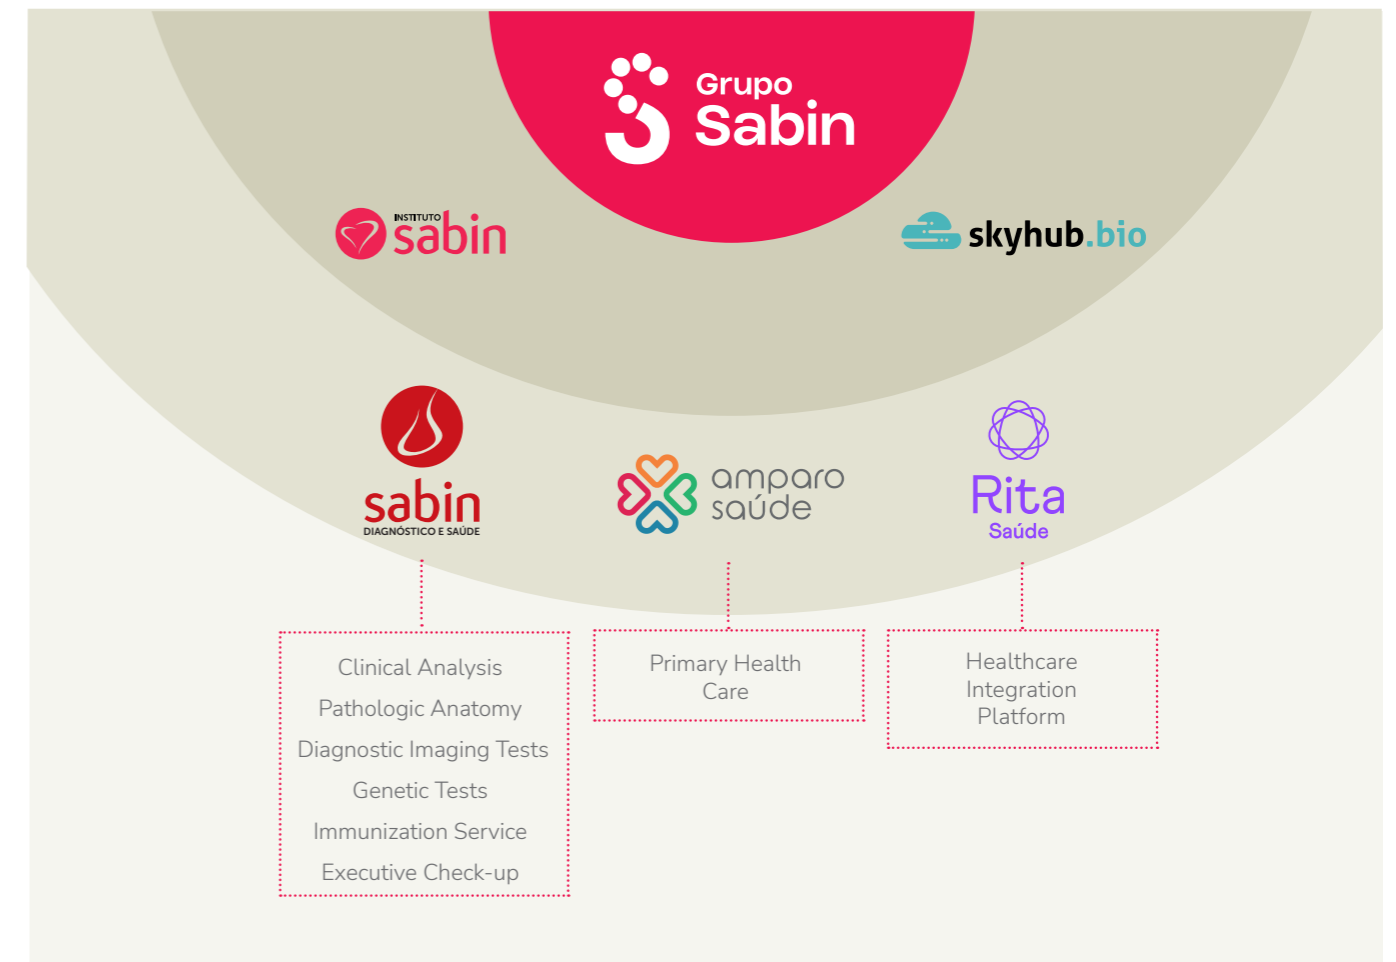 Grupo
Sabin
INSTITUTO
sabin
skyhub.bio
sabin
DIAGNÓSTICO E SAÚDE
amparo
saúde
Rita
Saúde
Clinical Analysis
Pathologic Anatomy
Diagnostic Imaging Tests
Genetic Tests
Immunization Service
Executive Check-up
Primary Health
Care
Healthcare
Integration
Platform